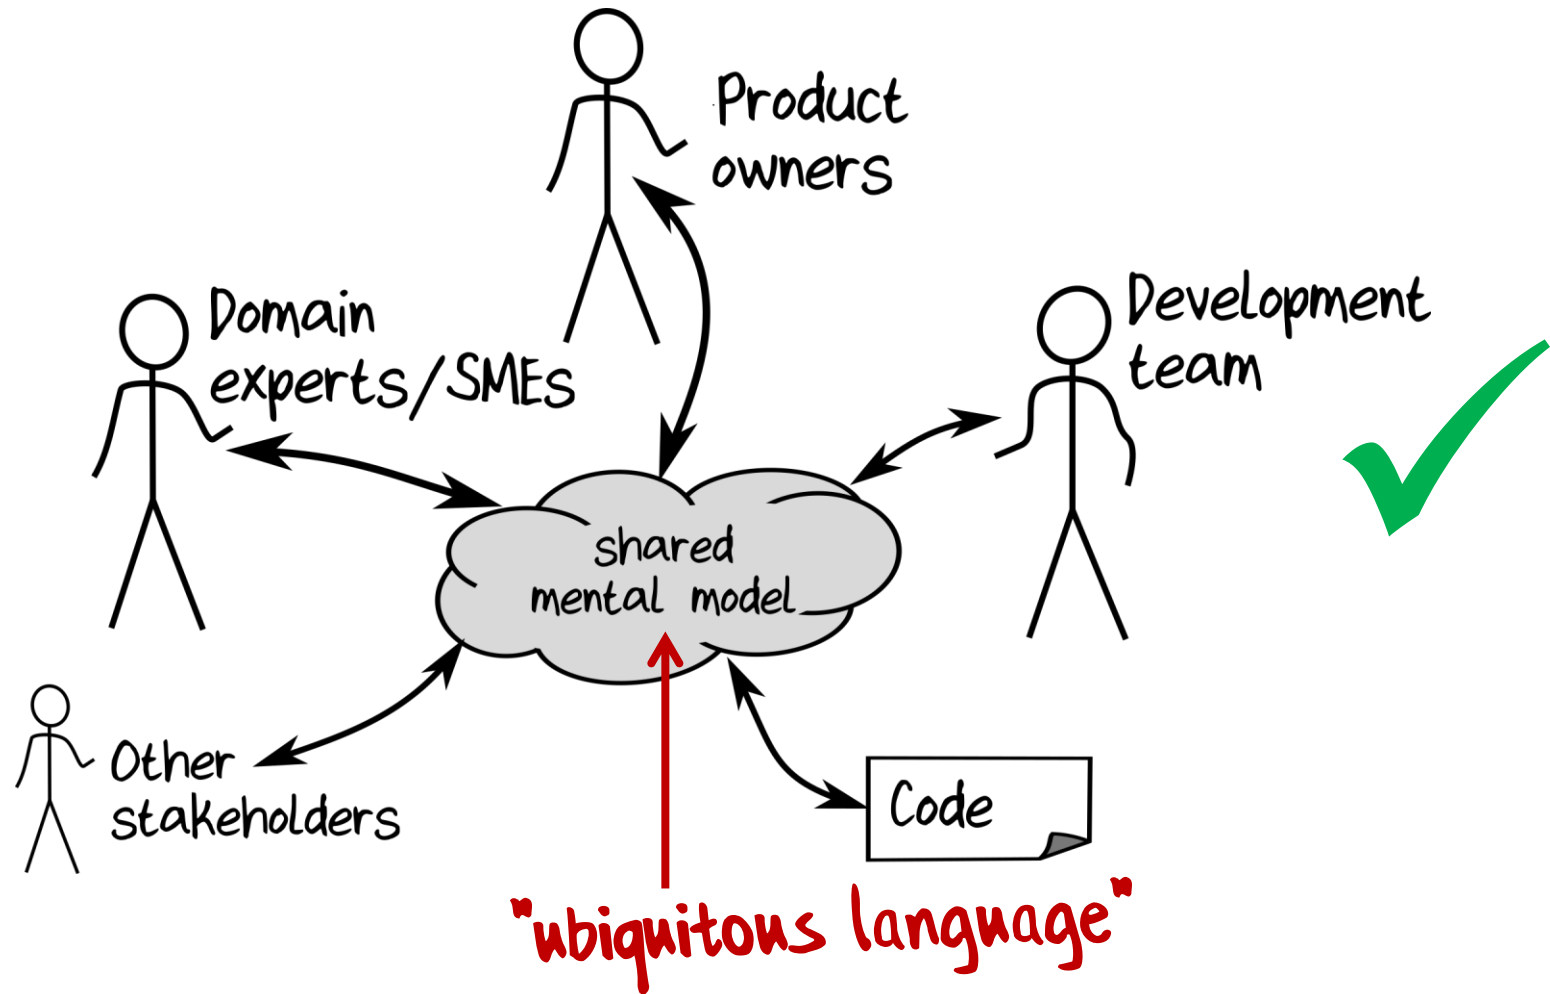 Product
owners
Domain
experts/SMEs
Development
team
shared
mental model
Other
stakeholders
Code
"ubiquitous language"